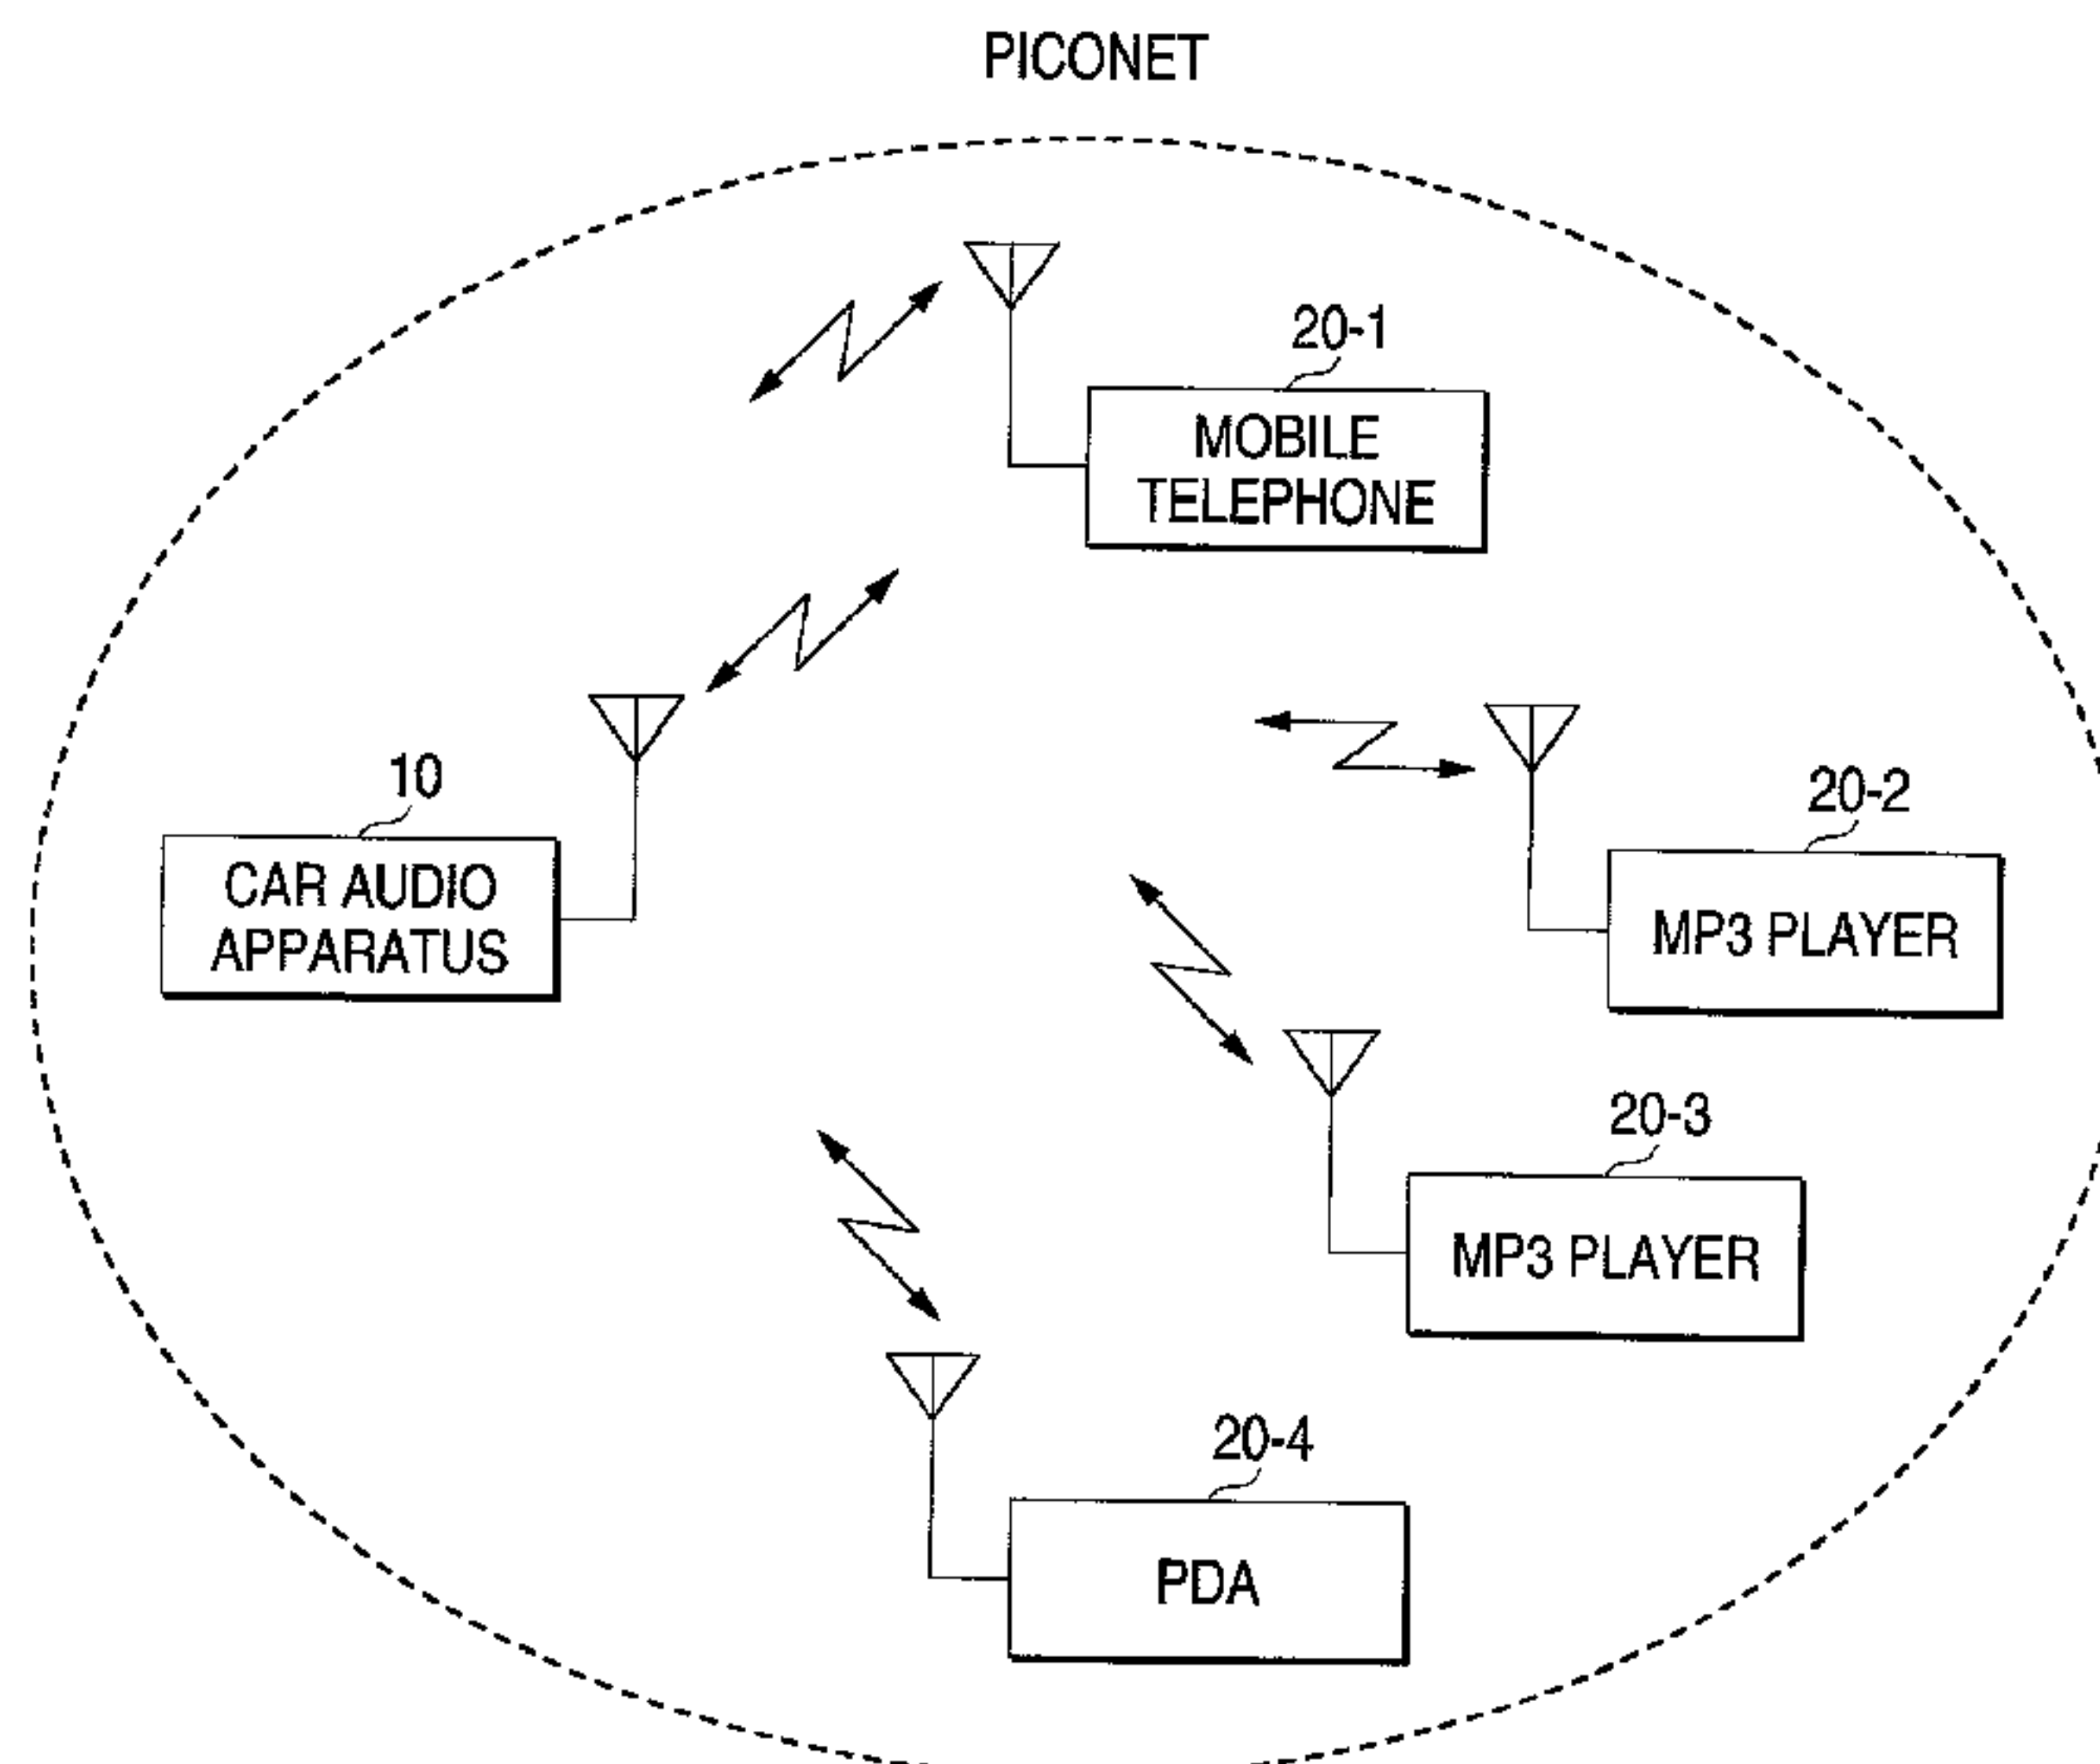 PICONET
20-1
MOBILE
TELEPHONE
10
CAR AUDIO
APPARATUS
20-2
MP3 PLAYER
20-3
MP3 PLAYER
20-4
PDA